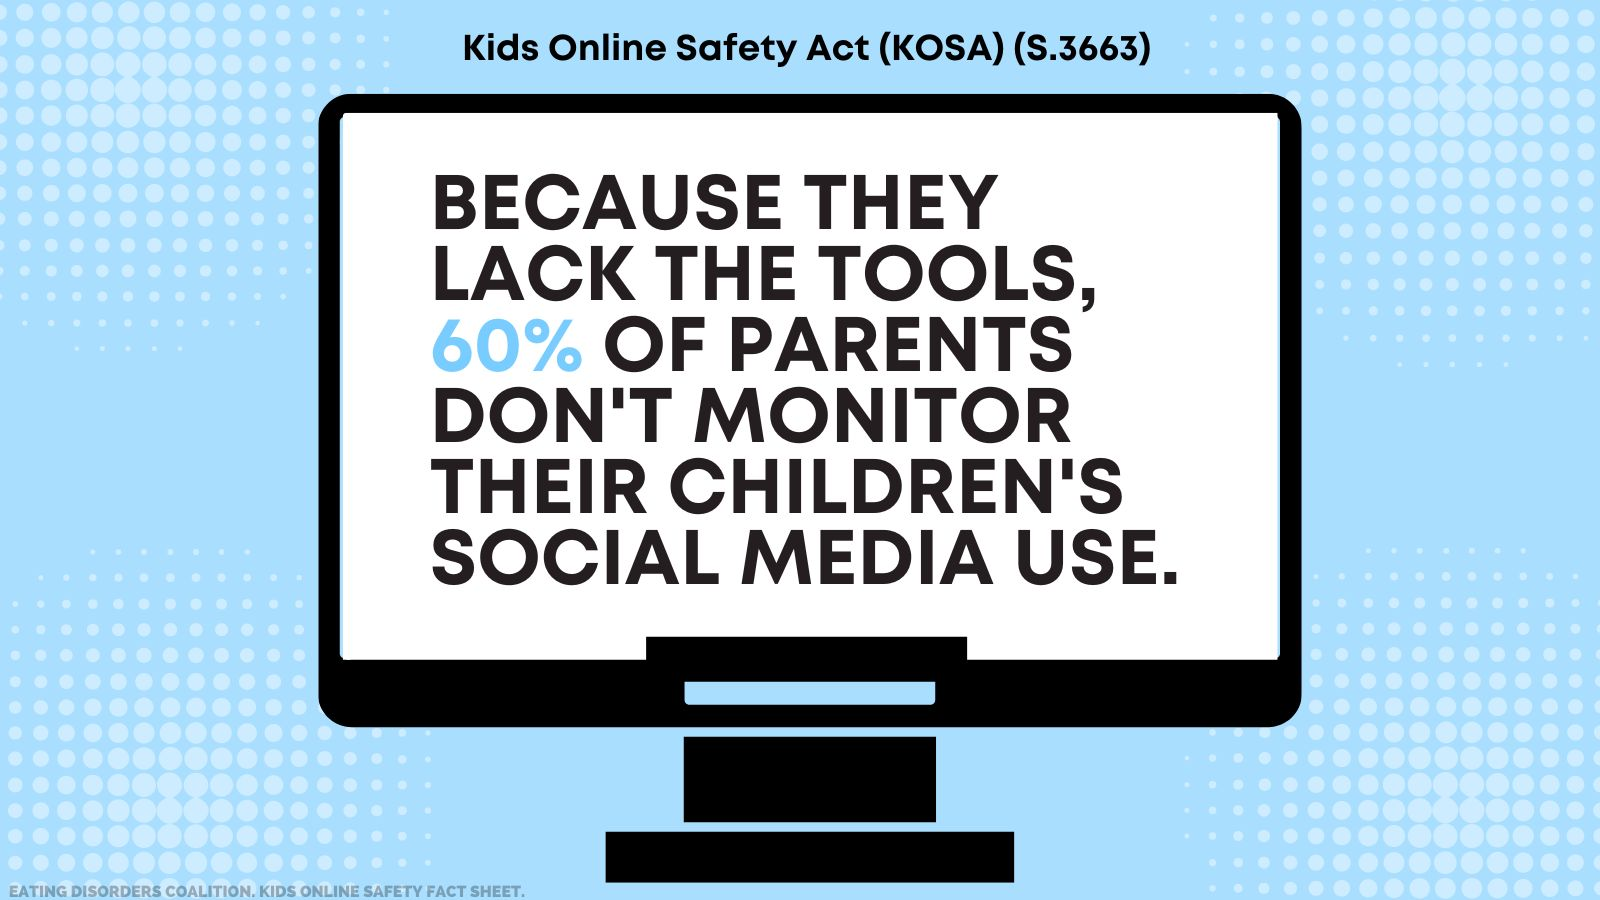 Kids Online Safety Act (KOSA) (S.3663)
BECAUSE THEY
LACK THE TOOLS,
60% OF PARENTS
DON'T MONITOR
THEIR CHILDREN'S
SOCIAL MEDIA USE.
EATING DISORDERS COALITION. KIDS ONLINE SAFETY FACT SHEET.